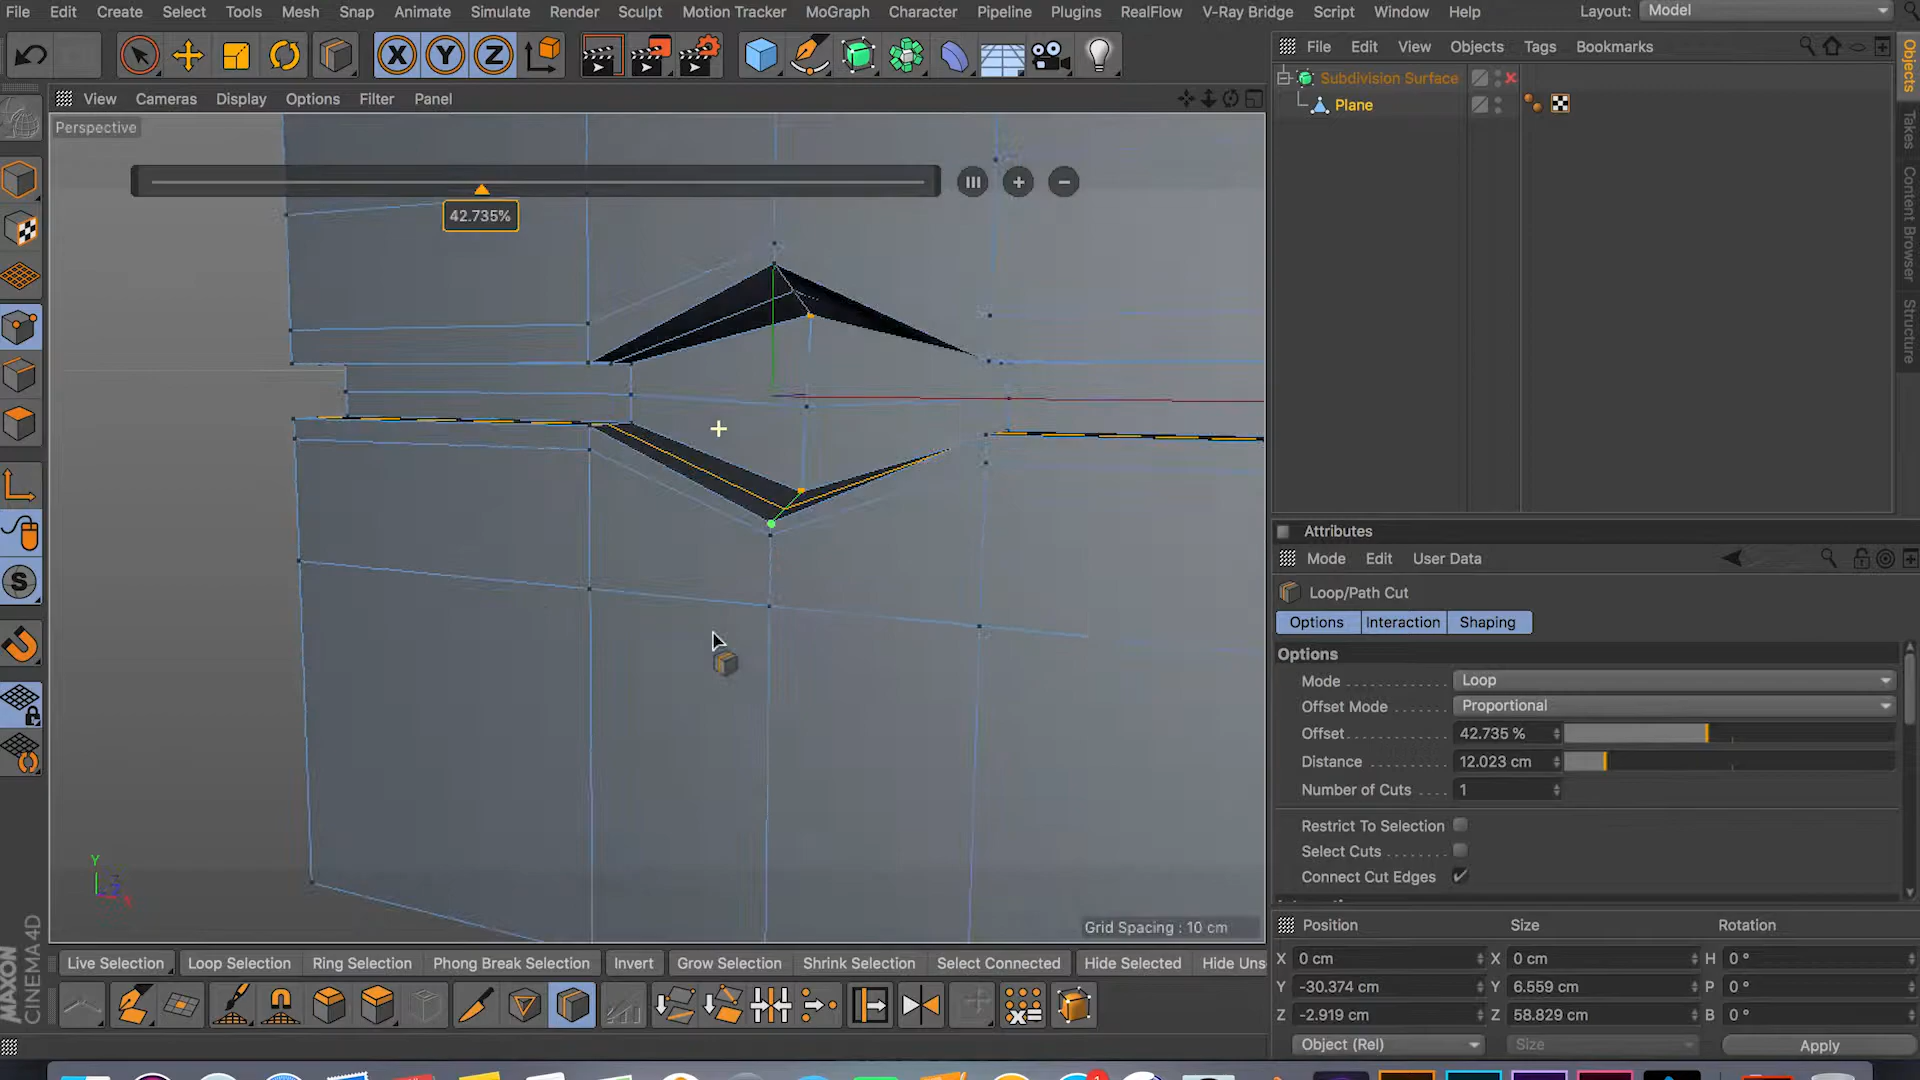 File Edit Create Select Tools Mesh Snap Animate Simulate Render Sculpt Motion Tracker MoGraph Character Pipeline Plugins RealFlow V-Ray Bridge Script Window Help Layout: Model
X Y Z
File Edit View Objects Tags Bookmarks
Subdivision Surface
Plane
Objects
Takes
Content Browser
Structure
View Cameras Display Options Filter Panel
Perspective
42.735%
S
Y
Grid Spacing : 10 cm
Attributes
Mode Edit User Data
Loop/Path Cut
Options Interaction Shaping
Options
Mode Loop
Offset Mode Proportional
Offset 42.735 %
Distance 12.023 cm
Number of Cuts 1
Restrict To Selection
Select Cuts
Connect Cut Edges
Position Size Rotation
X 0 cm X 0 cm H 0 °
Y -30.374 cm Y 6.559 cm P 0 °
Z -2.919 cm Z 58.829 cm B 0 °
Object (Rel) Size Apply
Live Selection Loop Selection Ring Selection Phong Break Selection Invert Grow Selection Shrink Selection Select Connected Hide Selected Hide Uns
MAXON
CINEMA 4D